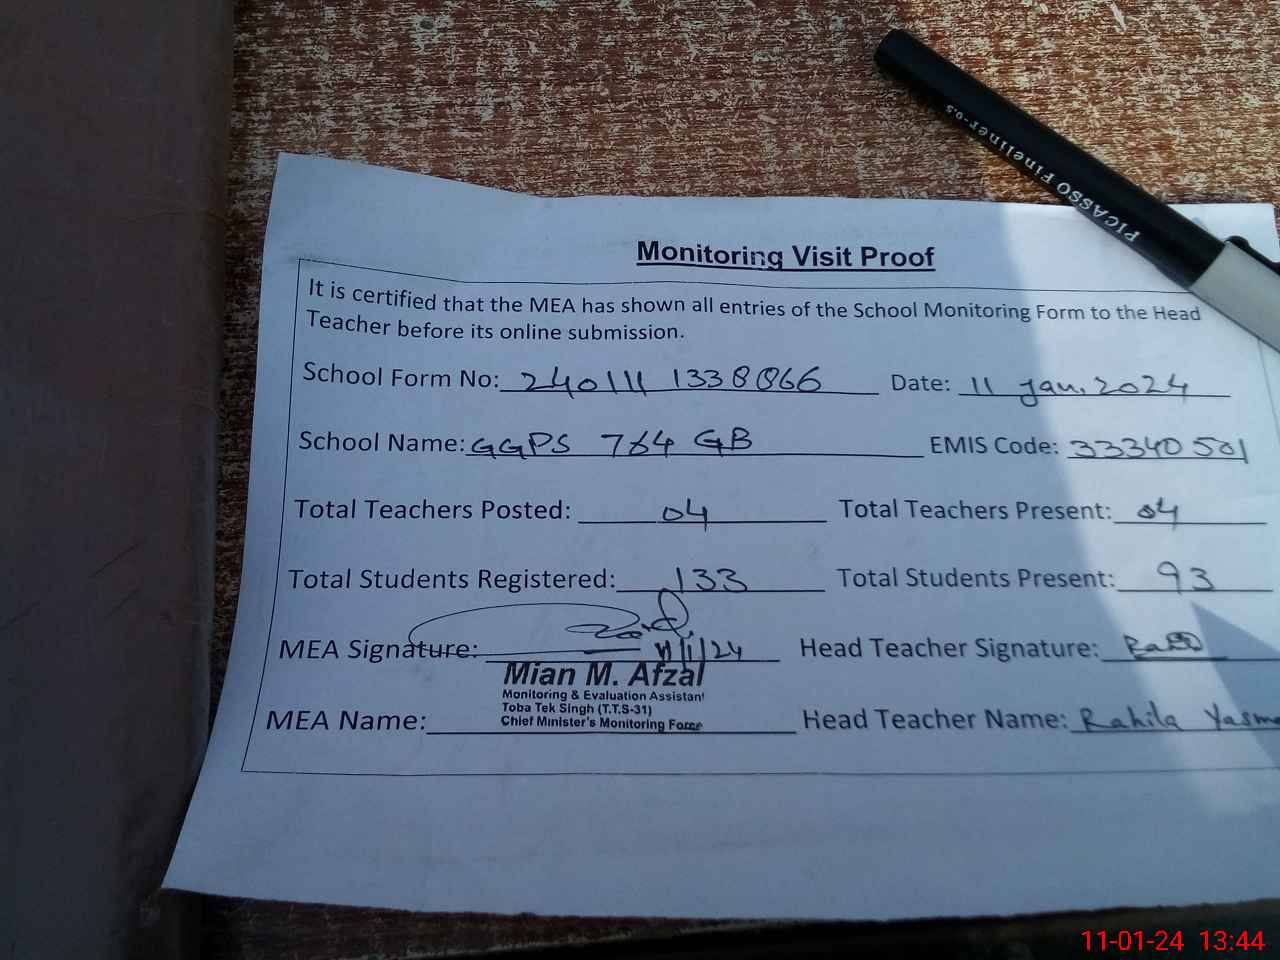 PICASSO Fineliner-0.5
Monitoring Visit Proof
It is certified that the MEA has shown all entries of the School Monitoring Form to the Head
Teacher before its online submission.
School Form No: 240111 1338866 Date: 11 Jan, 2024
School Name: GGPS 764 GB EMIS Code: 33340501
Total Teachers Posted: 04 Total Teachers Present: 04
Total Students Registered: 133 Total Students Present: 93
MEA Signature: 11/1/24 Head Teacher Signature:
Mian M. Afzal
Monitoring & Evaluation Assistant
Toba Tek Singh (T.T.S-31)
Chief Minister's Monitoring Force
MEA Name: Head Teacher Name: Rahila Yasm
11-01-24 13:44